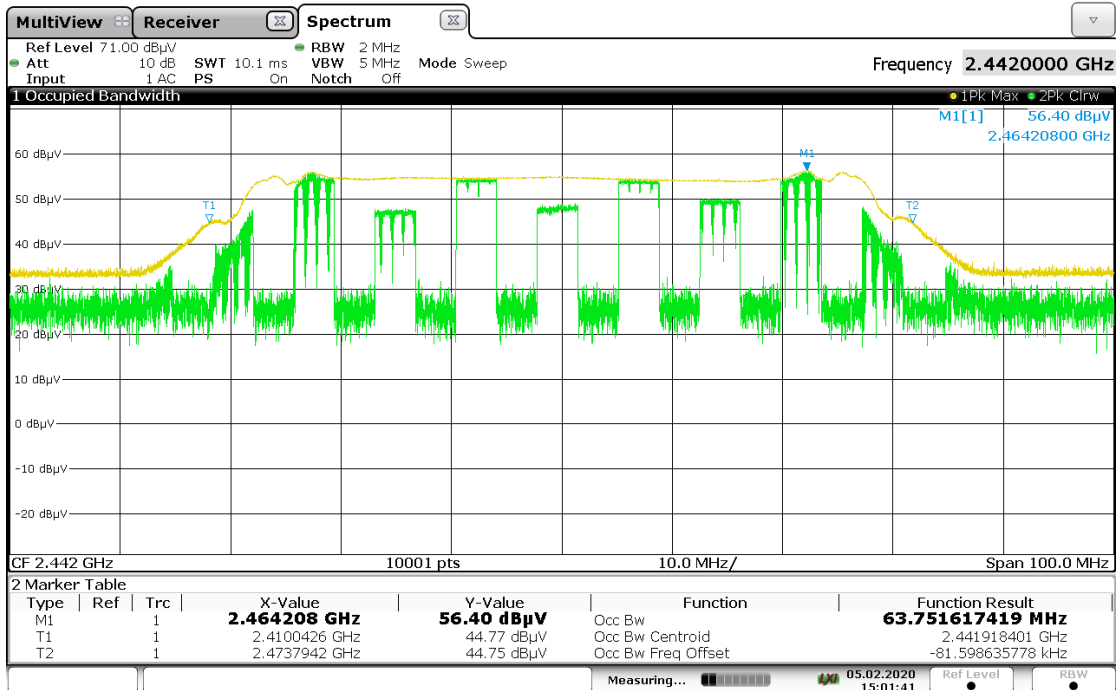 MultiView Receiver Spectrum
Ref Level 71.00 dBµV RBW 2 MHz
Att 10 dB SWT 10.1 ms VBW 5 MHz Mode Sweep Frequency 2.4420000 GHz
Input 1 AC PS On Notch Off
1 Occupied Bandwidth 1Pk Max 2Pk Clrw
M1[1] 56.40 dBµV
2.46420800 GHz
60 dBµV M1
50 dBµV
T1 T2
40 dBµV
30 dBµV
20 dBµV
10 dBµV
0 dBµV
-10 dBµV
-20 dBµV
CF 2.442 GHz 10001 pts 10.0 MHz/ Span 100.0 MHz
2 Marker Table
Type Ref Trc X-Value Y-Value Function Function Result
M1 1 2.464208 GHz 56.40 dBµV Occ Bw 63.751617419 MHz
T1 1 2.4100426 GHz 44.77 dBµV Occ Bw Centroid 2.441918401 GHz
T2 1 2.4737942 GHz 44.75 dBµV Occ Bw Freq Offset -81.598635778 kHz
Measuring... LXI 05.02.2020 Ref Level RBW
15:01:41